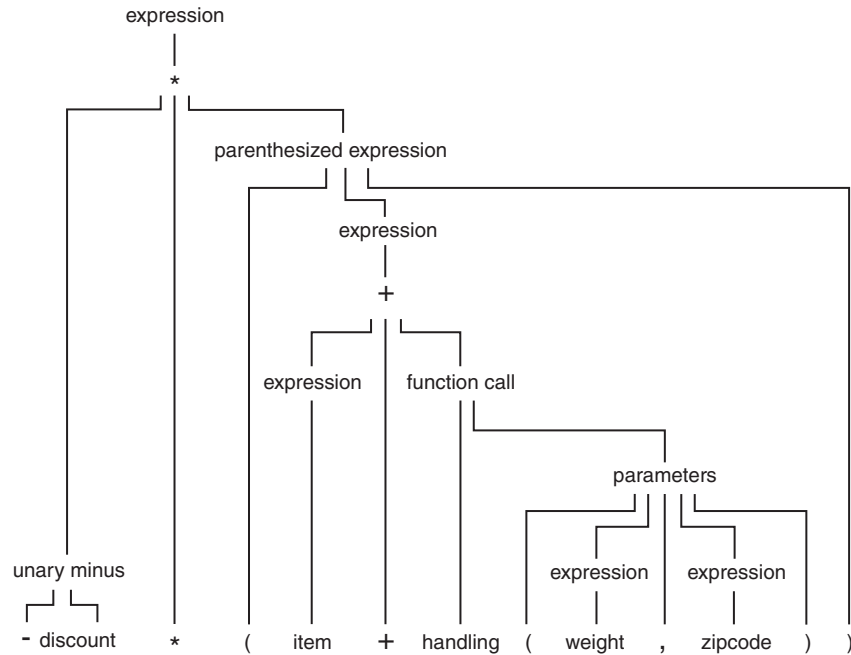 expression
*
parenthesized expression
expression
+
expression function call
parameters
unary minus expression expression
- discount * ( item + handling ( weight , zipcode ) )